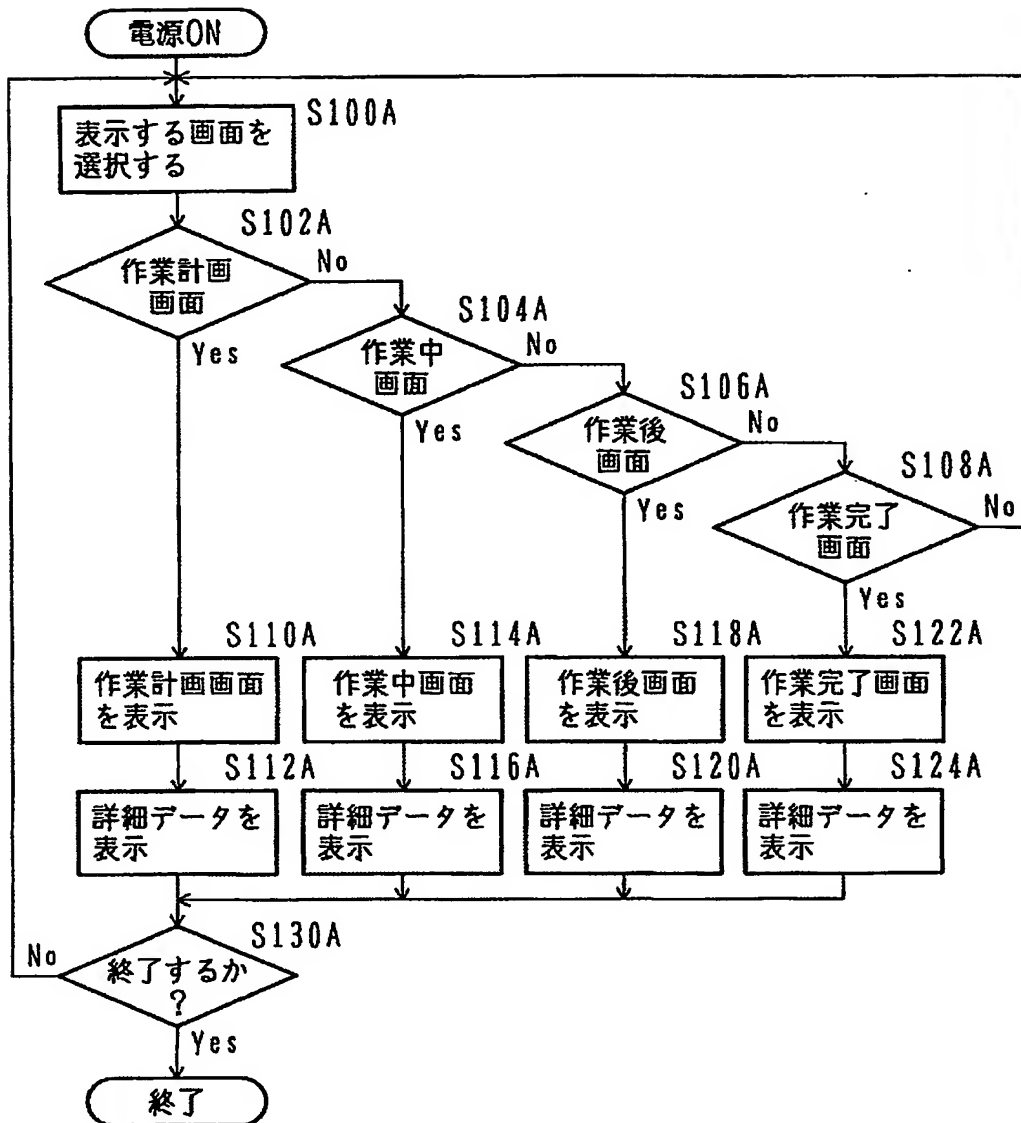 電源ON
S100A
表示する画面を
選択する
S102A
作業計画
画面
No
Yes
S104A
作業中
画面
No
Yes
S106A
作業後
画面
No
Yes
S108A
作業完了
画面
No
Yes
S110A
作業計画画面
を表示
S114A
作業中画面
を表示
S118A
作業後画面
を表示
S122A
作業完了画面
を表示
S112A
詳細データを
表示
S116A
詳細データを
表示
S120A
詳細データを
表示
S124A
詳細データを
表示
S130A
終了するか
?
No
Yes
終了